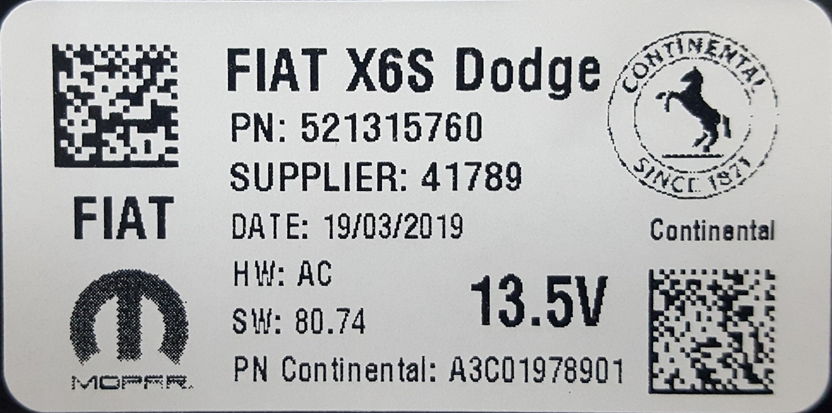 FIAT X6S Dodge
PN: 521315760
SUPPLIER: 41789
FIAT
DATE: 19/03/2019
HW: AC
SW: 80.74
13.5V
PN Continental: A3C01978901
MOPAR.
CONTINENTAL
SINCE 1871
Continental